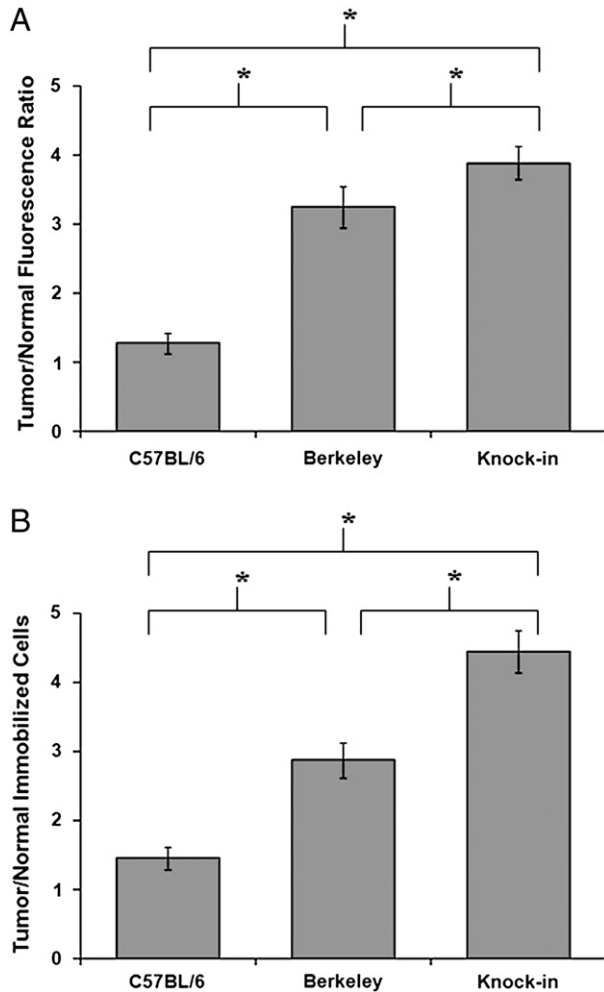 A
*
*
*
Tumor/Normal Fluorescence Ratio
5
4
3
2
1
0
C57BL/6
Berkeley
Knock-in
B
*
*
*
Tumor/Normal Immobilized Cells
5
4
3
2
1
0
C57BL/6
Berkeley
Knock-in